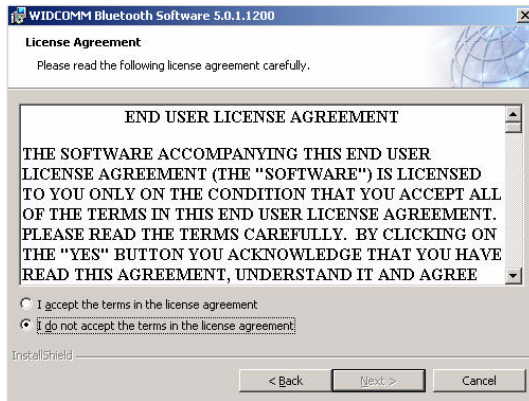 WIDCOMM Bluetooth Software 5.0.1.1200
License Agreement
Please read the following license agreement carefully.
END USER LICENSE AGREEMENT
THE SOFTWARE ACCOMPANYING THIS END USER
LICENSE AGREEMENT (THE "SOFTWARE") IS LICENSED
TO YOU ONLY ON THE CONDITION THAT YOU ACCEPT ALL
OF THE TERMS IN THIS END USER LICENSE AGREEMENT.
PLEASE READ THE TERMS CAREFULLY. BY CLICKING ON
THE "YES" BUTTON YOU ACKNOWLEDGE THAT YOU HAVE
READ THIS AGREEMENT, UNDERSTAND IT AND AGREE
I accept the terms in the license agreement
I do not accept the terms in the license agreement
InstallShield
< Back Next > Cancel